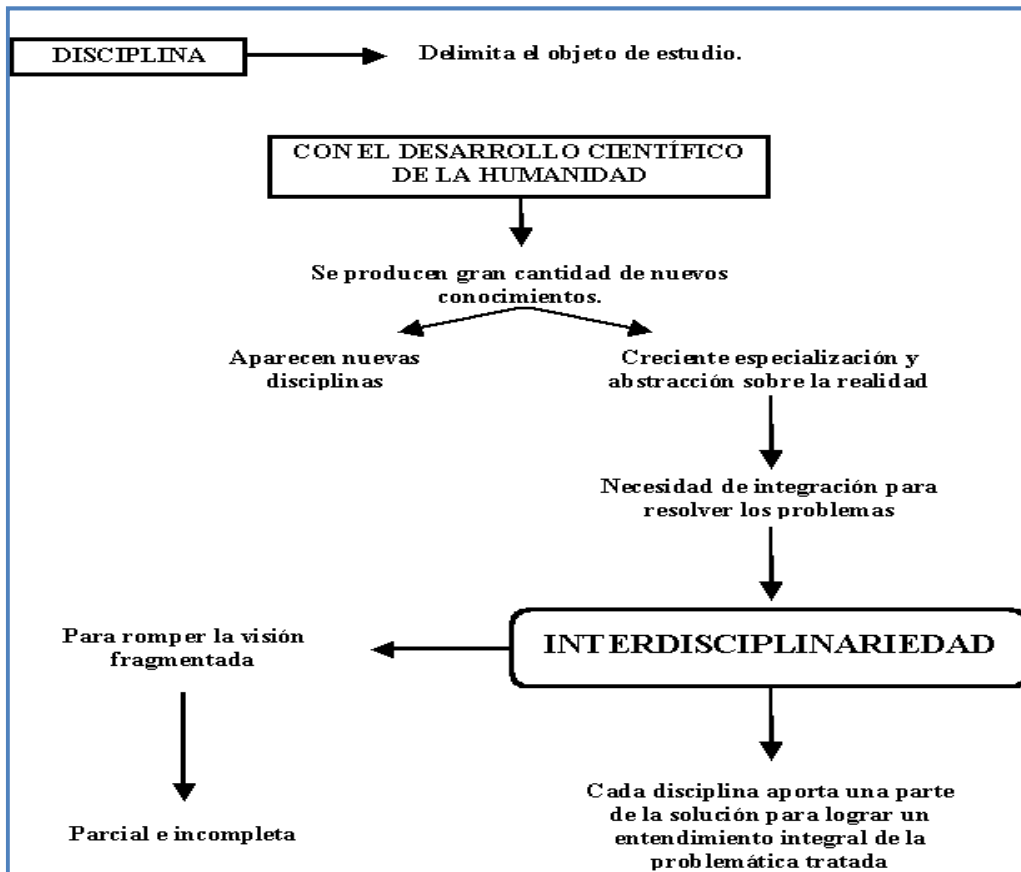 DISCIPLINA
Delimita el objeto de estudio.
CON EL DESARROLLO CIENTÍFICO
DE LA HUMANIDAD
Se producen gran cantidad de nuevos
conocimientos.
Aparecen nuevas
disciplinas
Creciente especialización y
abstracción sobre la realidad
Necesidad de integración para
resolver los problemas
INTERDISCIPLINARIEDAD
Para romper la visión
fragmentada
Parcial e incompleta
Cada disciplina aporta una parte
de la solución para lograr un
entendimiento integral de la
problemática tratada